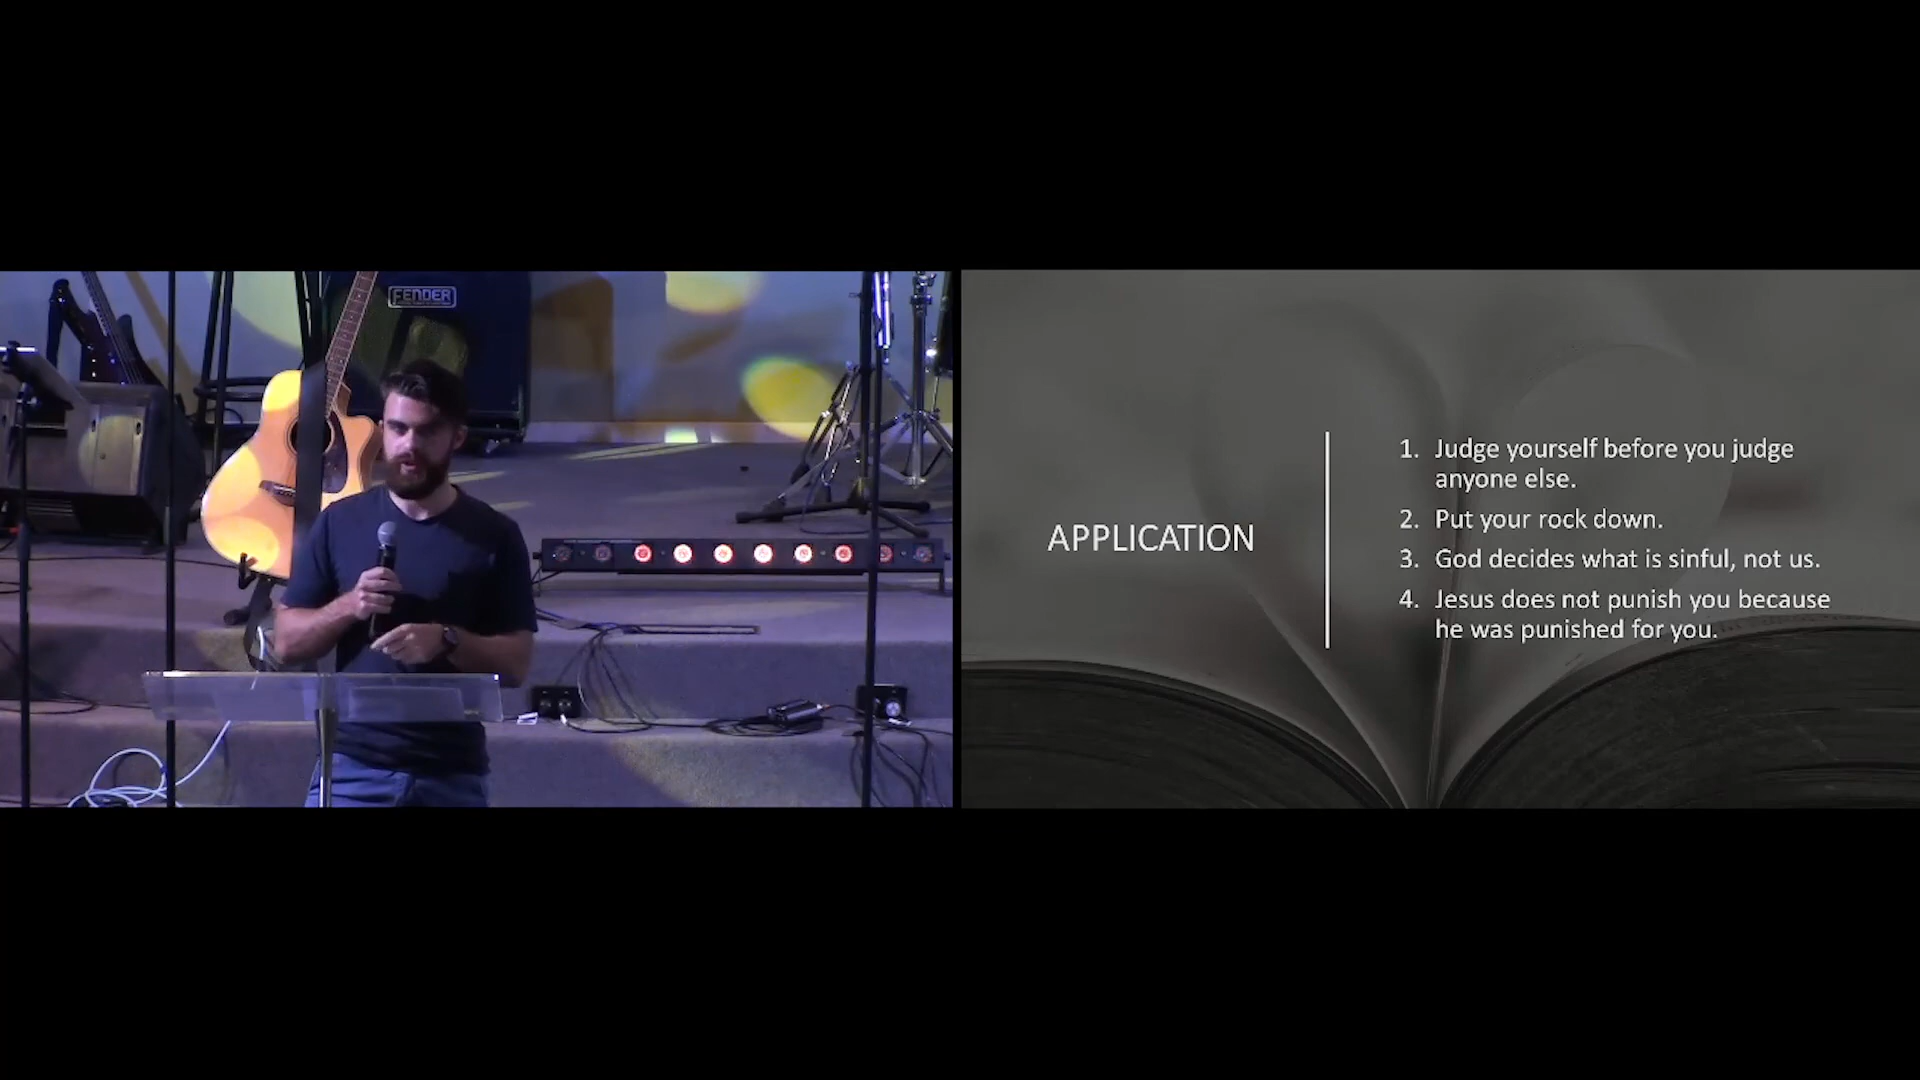 FENDER
APPLICATION
1. Judge yourself before you judge
anyone else.
2. Put your rock down.
3. God decides what is sinful, not us.
4. Jesus does not punish you because
he was punished for you.